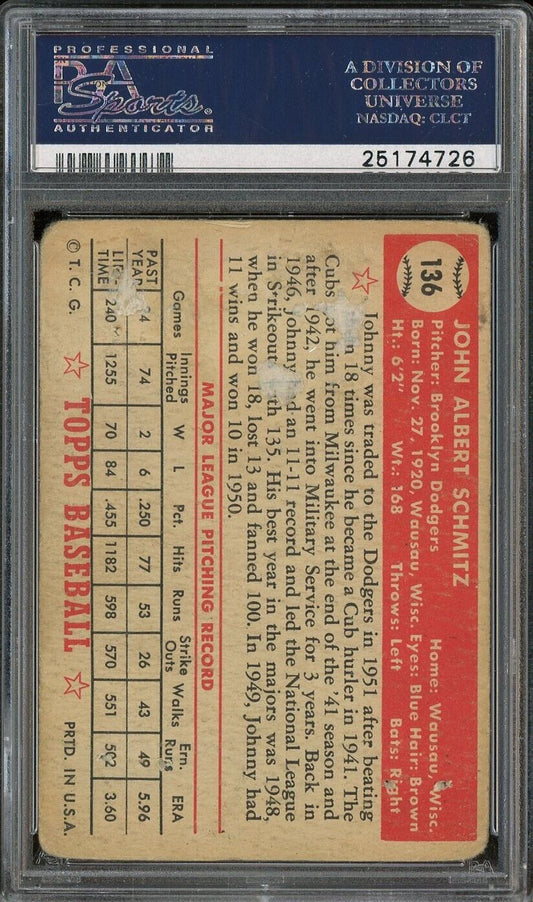 PROFESSIONAL
PSA
Sports
AUTHENTICATOR
A DIVISION OF
COLLECTORS
UNIVERSE
NASDAQ: CLCT
25174726
136
JOHN ALBERT SCHMITZ
Pitcher: Brooklyn Dodgers Home: Wausau, Wisc.
Born: Nov. 27, 1920, Wausau, Wisc. Eyes: Blue Hair: Brown
Ht.: 6'2" Wt.: 168 Throws: Left Bats: Right
Johnny was traded to the Dodgers in 1951 after beating
18 times since he became a Cub hurler in 1941. The
Cubs got him from Milwaukee at the end of the '41 season and
after 1942, he went into Military Service for 3 years. Back in
1946, Johnny had an 11-11 record and led the National League
in Strikeouts with 135. His best year in the majors was 1948,
when he won 18, lost 13 and fanned 100. In 1949, Johnny had
11 wins and won 10 in 1950.
MAJOR LEAGUE PITCHING RECORD
Games Innings Pitched W L Pct. Hits Runs Strike Outs Walks Ern. Runs ERA
PAST YEAR 74 2 6 .250 77 53 26 43 49 5.96
LIFE TIME 240 1255 70 84 .455 1182 598 570 551 502 3.60
© T. C. G. TOPPS BASEBALL PRTD. IN U.S.A.